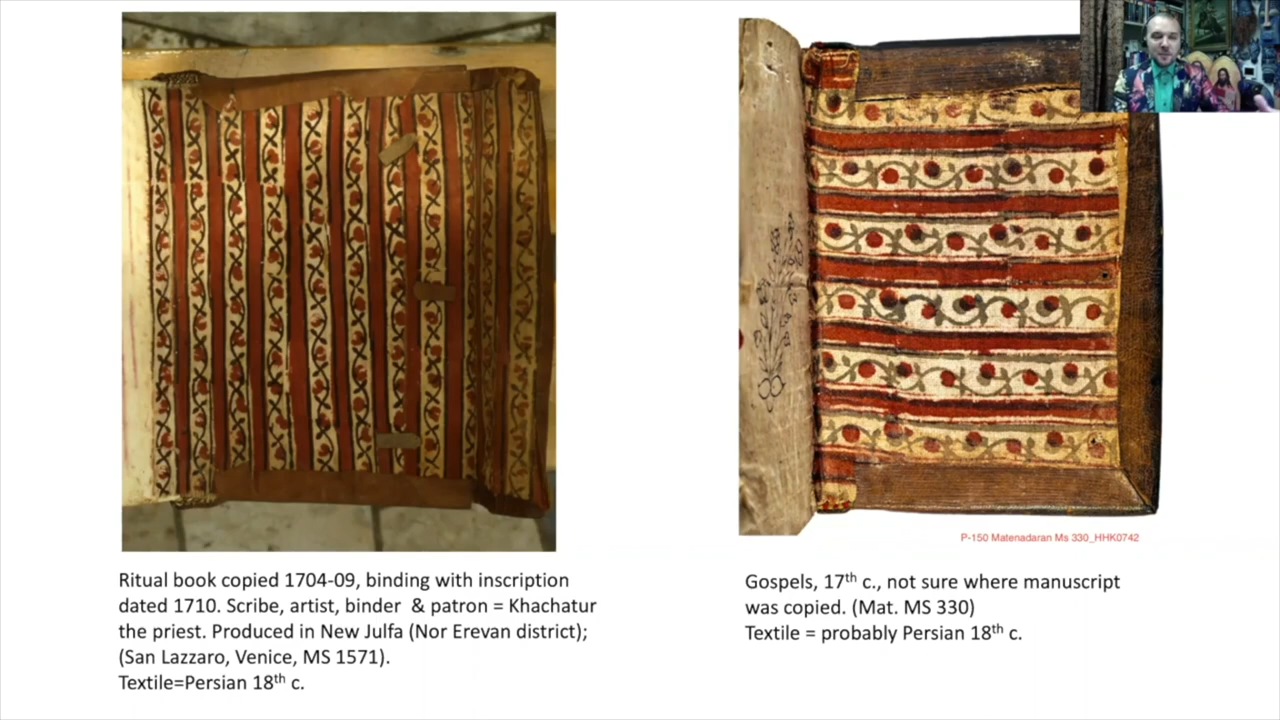 P-150 Matenadaran Ms 330_HHK0742
Ritual book copied 1704-09, binding with inscription
dated 1710. Scribe, artist, binder  & patron = Khachatur
the priest. Produced in New Julfa (Nor Erevan district);
(San Lazzaro, Venice, MS 1571).
Textile=Persian 18th c.
Gospels, 17th c., not sure where manuscript
was copied. (Mat. MS 330)
Textile = probably Persian 18th c.